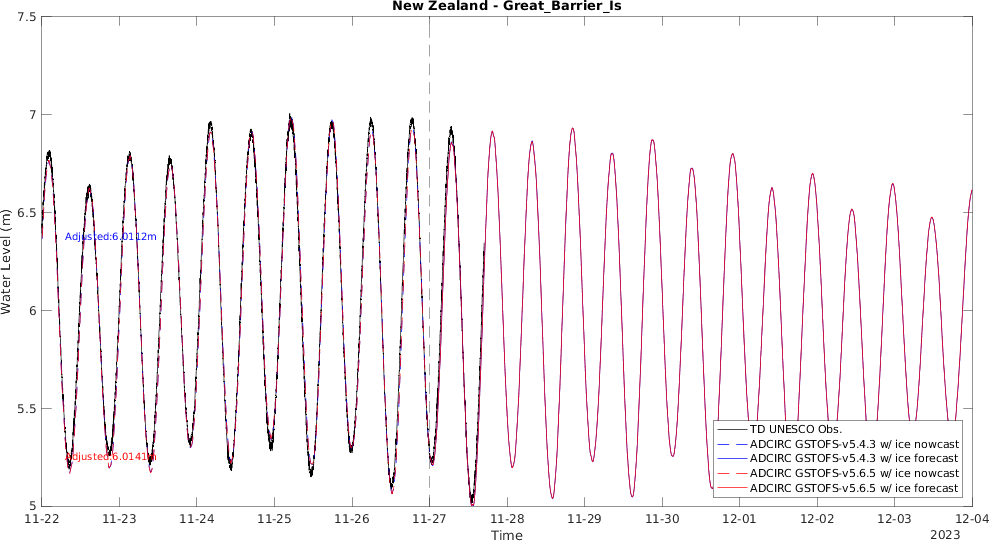 New Zealand - Great_Barrier_Is
7.5
7
6.5
6
5.5
5
Water Level (m)
Adjusted:6.0112m
Adjusted:6.0141m
TD UNESCO Obs.
ADCIRC GSTOFS-v5.4.3 w/ ice nowcast
ADCIRC GSTOFS-v5.4.3 w/ ice forecast
ADCIRC GSTOFS-v5.6.5 w/ ice nowcast
ADCIRC GSTOFS-v5.6.5 w/ ice forecast
11-22 11-23 11-24 11-25 11-26 11-27 11-28 11-29 11-30 12-01 12-02 12-03 12-04
Time
2023